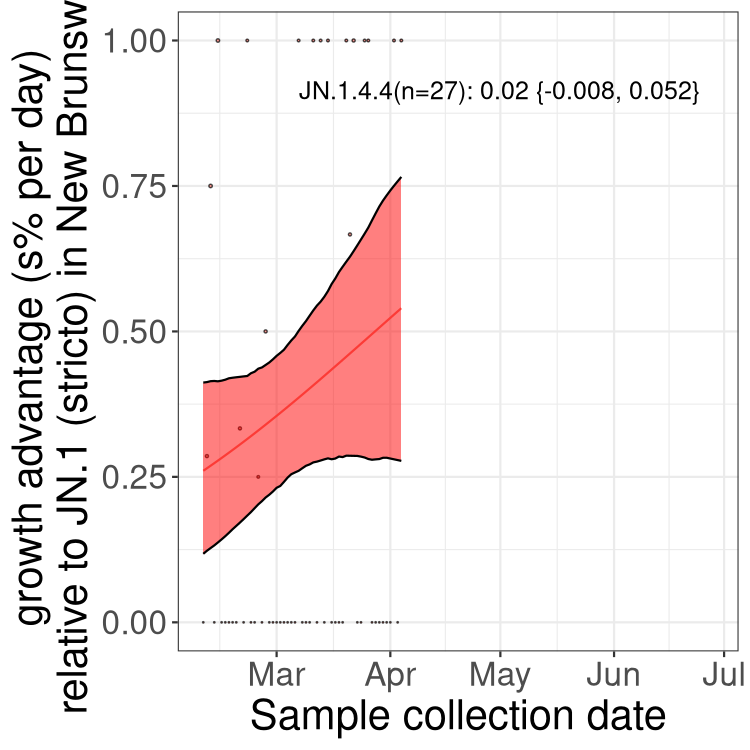 growth advantage (s% per day)
relative to JN.1 (stricto) in New Brunsw
1.00
0.75
0.50
0.25
0.00
JN.1.4.4(n=27): 0.02 {-0.008, 0.052}
Mar Apr May Jun Jul
Sample collection date